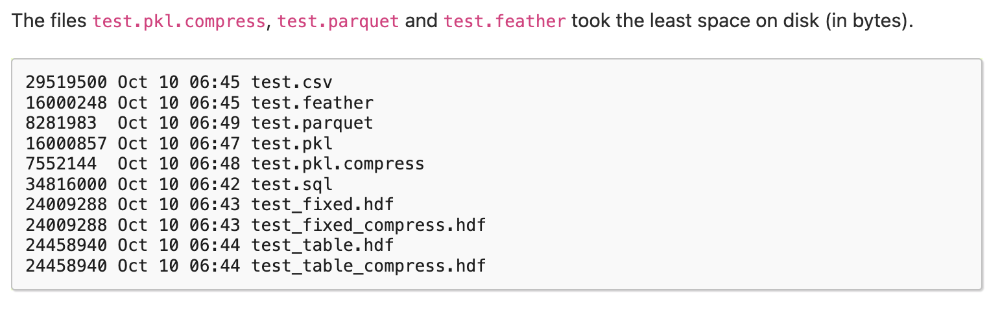 The files test.pkl.compress, test.parquet and test.feather took the least space on disk (in bytes).
29519500 Oct 10 06:45 test.csv
16000248 Oct 10 06:45 test.feather
8281983  Oct 10 06:49 test.parquet
16000857 Oct 10 06:47 test.pkl
7552144  Oct 10 06:48 test.pkl.compress
34816000 Oct 10 06:42 test.sql
24009288 Oct 10 06:43 test_fixed.hdf
24009288 Oct 10 06:43 test_fixed_compress.hdf
24458940 Oct 10 06:44 test_table.hdf
24458940 Oct 10 06:44 test_table_compress.hdf